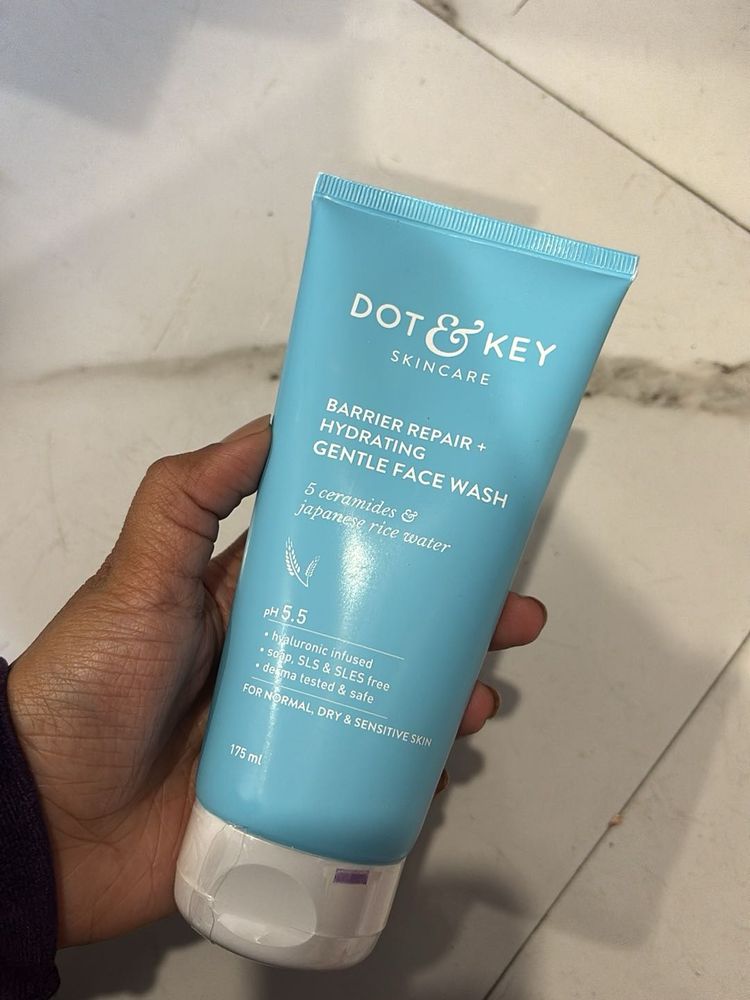 DOT & KEY
SKINCARE
BARRIER REPAIR +
HYDRATING
GENTLE FACE WASH
5 ceramides &
japanese rice water
pH 5.5
• hyaluronic infused
• soap, SLS & SLES free
• derma tested & safe
FOR NORMAL, DRY & SENSITIVE SKIN
175 ml